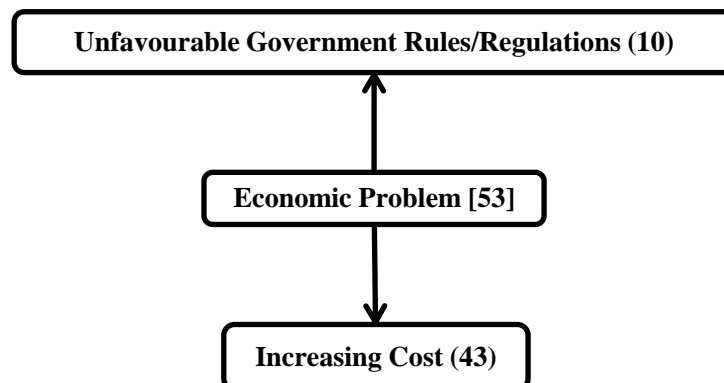 Unfavourable Government Rules/Regulations (10)
Economic Problem [53]
Increasing Cost (43)